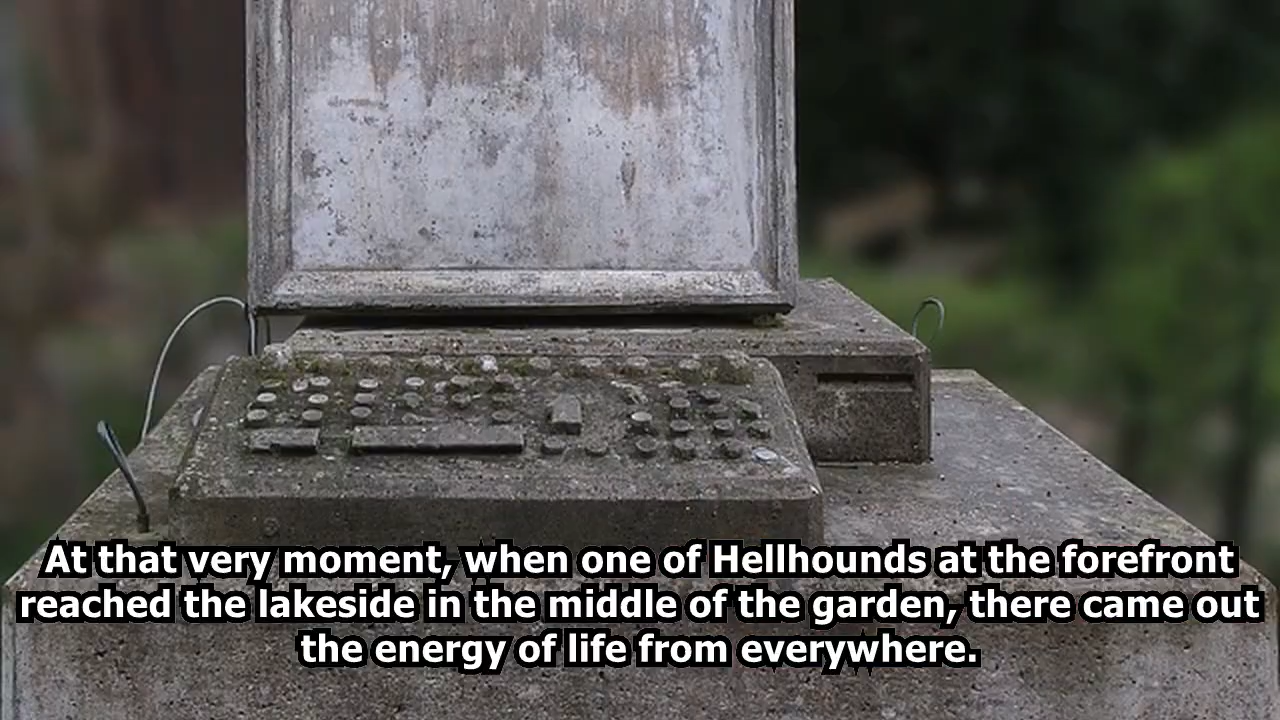 At that very moment, when one of Hellhounds at the forefront
reached the lakeside in the middle of the garden, there came out
the energy of life from everywhere.